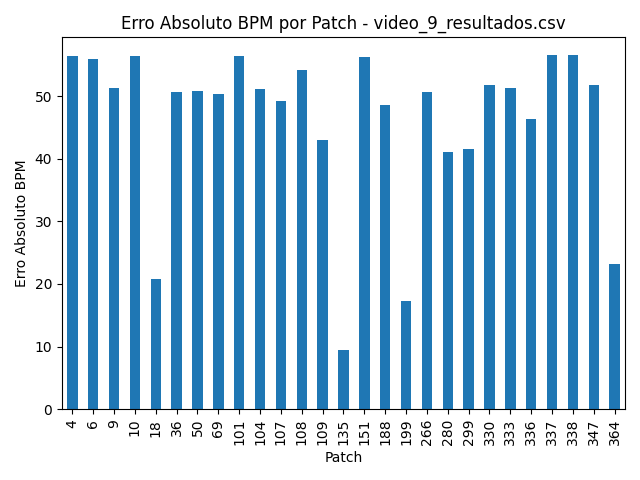 Erro Absoluto BPM por Patch - video_9_resultados.csv
Erro Absoluto BPM
50
40
30
20
10
0
4 6 9 10 18 36 50 69 101 104 107 108 109 135 151 188 199 266 280 299 330 333 336 337 338 347 364
Patch